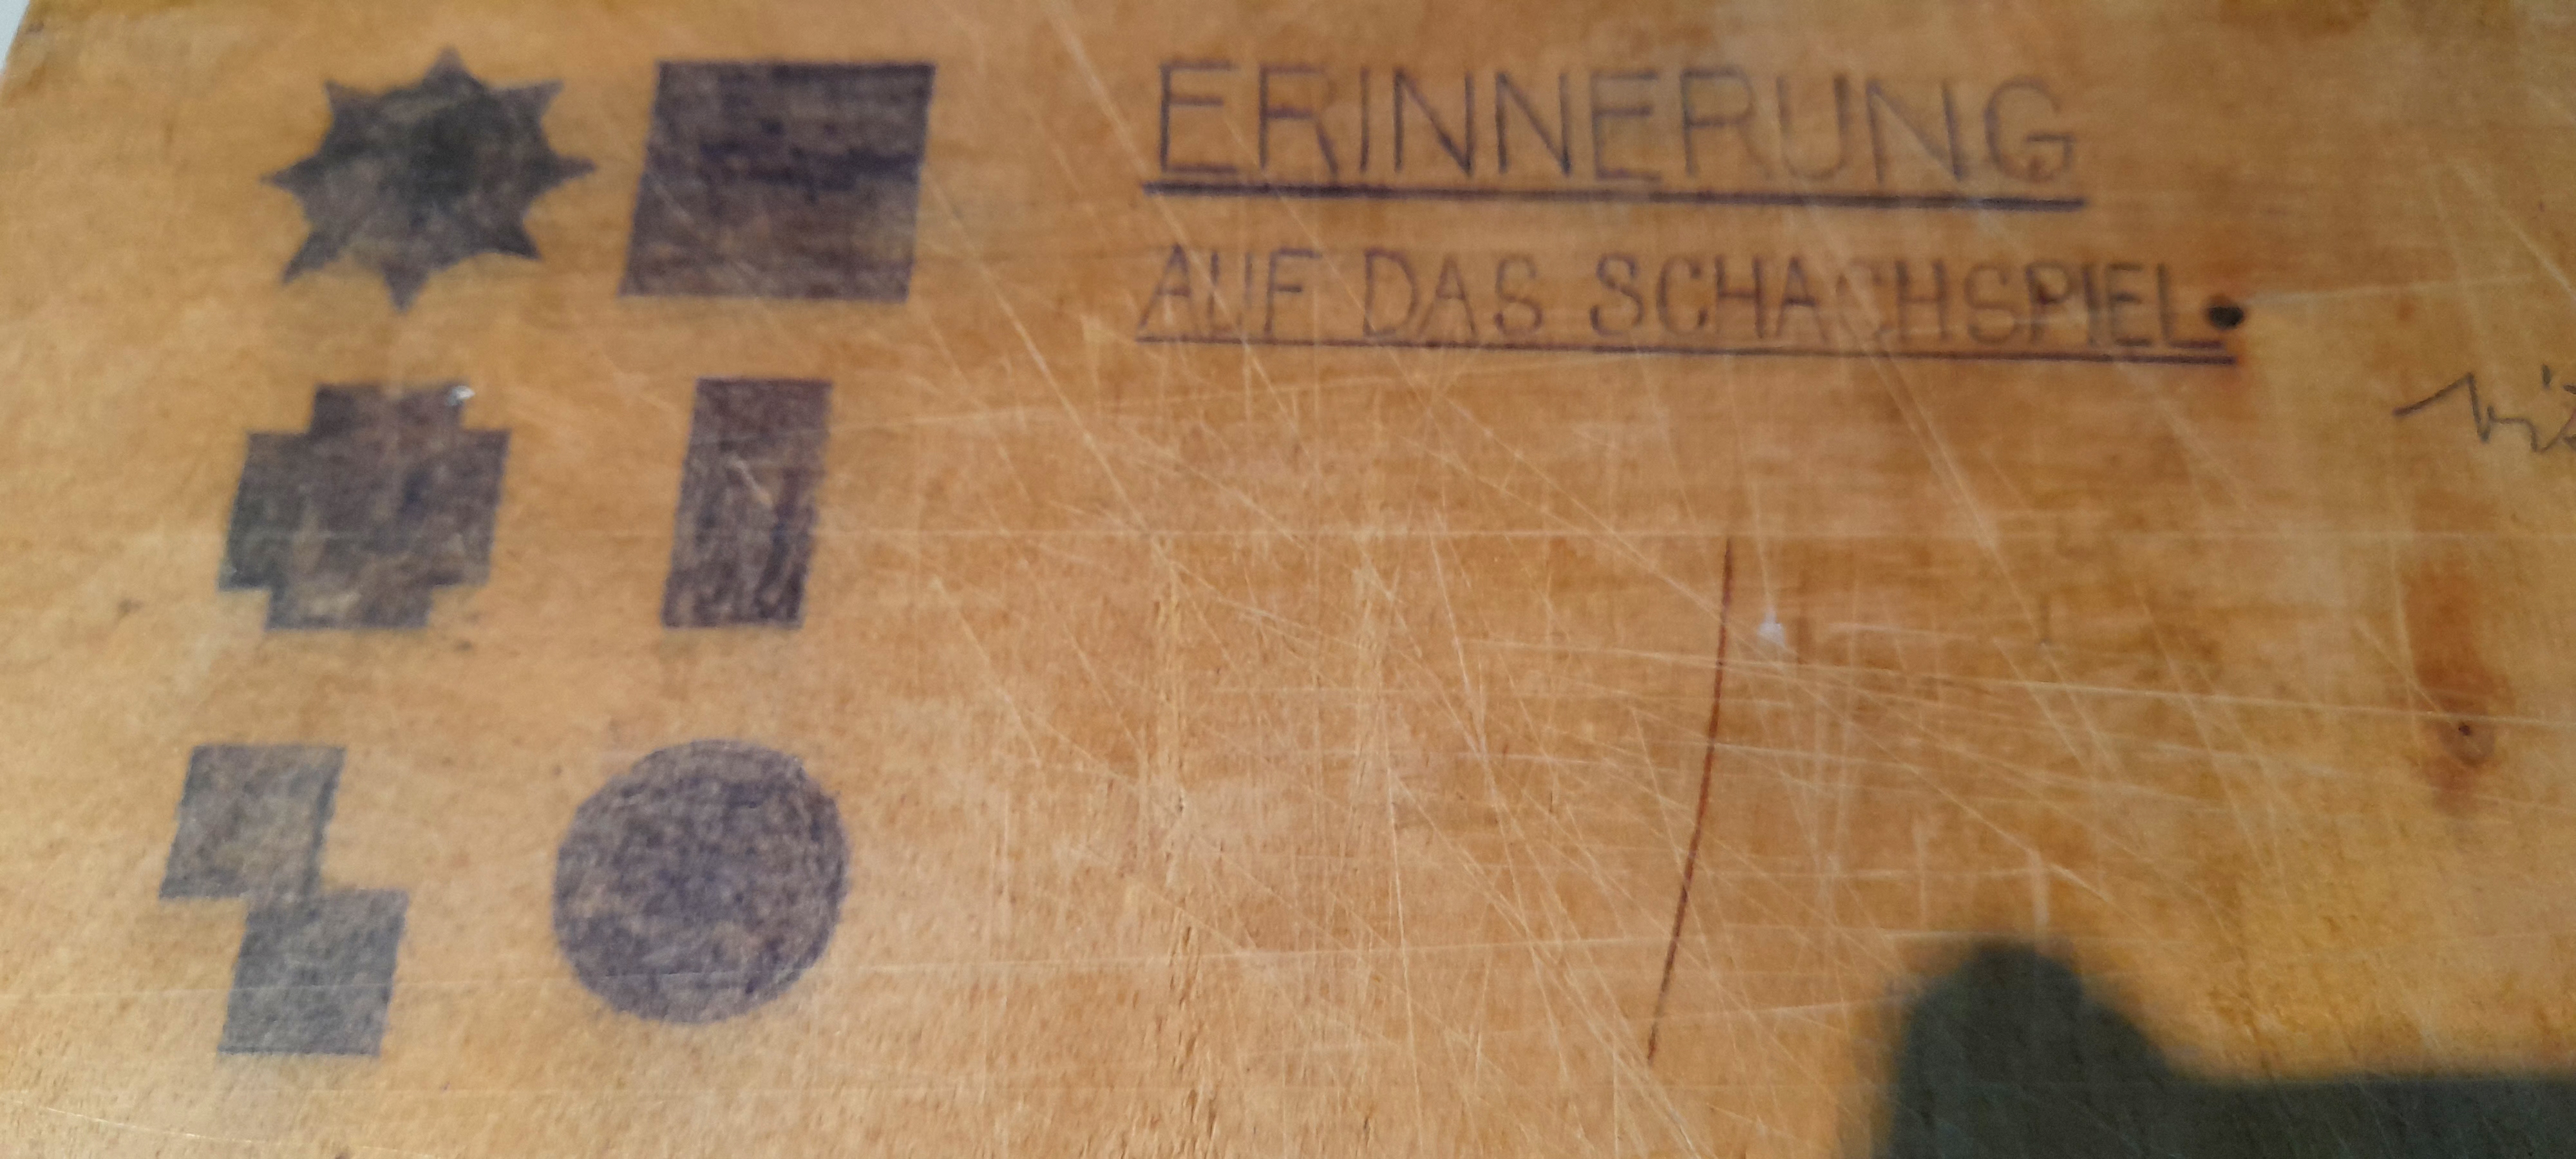 ERINNERUNG
AUF DAS SCHACHSPIEL.